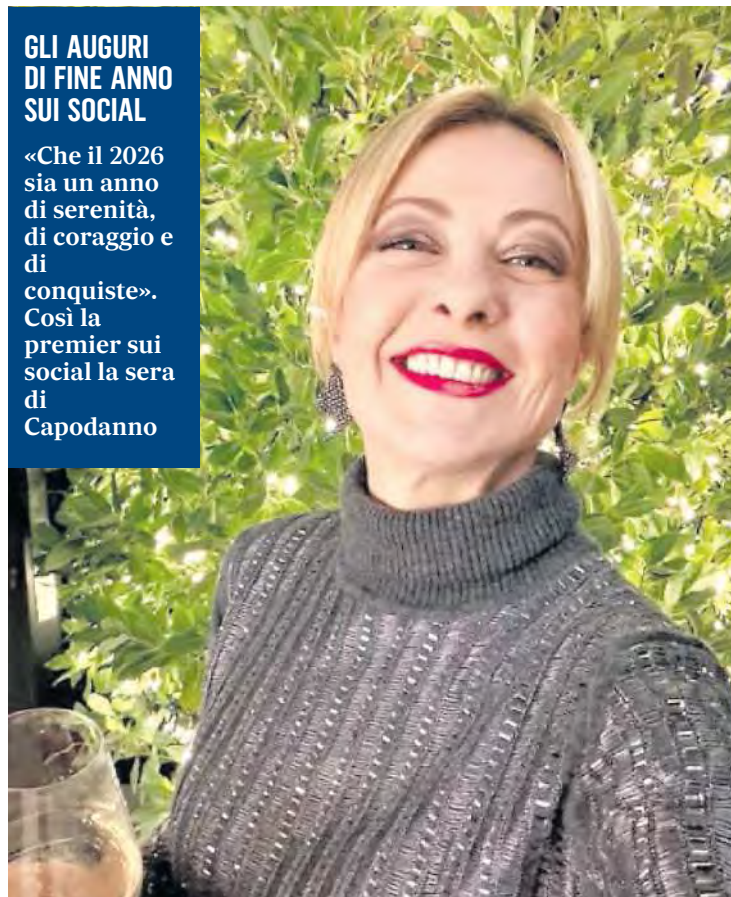 GLI AUGURI
DI FINE ANNO
SUI SOCIAL
«Che il 2026
sia un anno
di serenità,
di coraggio e
di
conquiste».
Così la
premier sui
social la sera
di
Capodanno